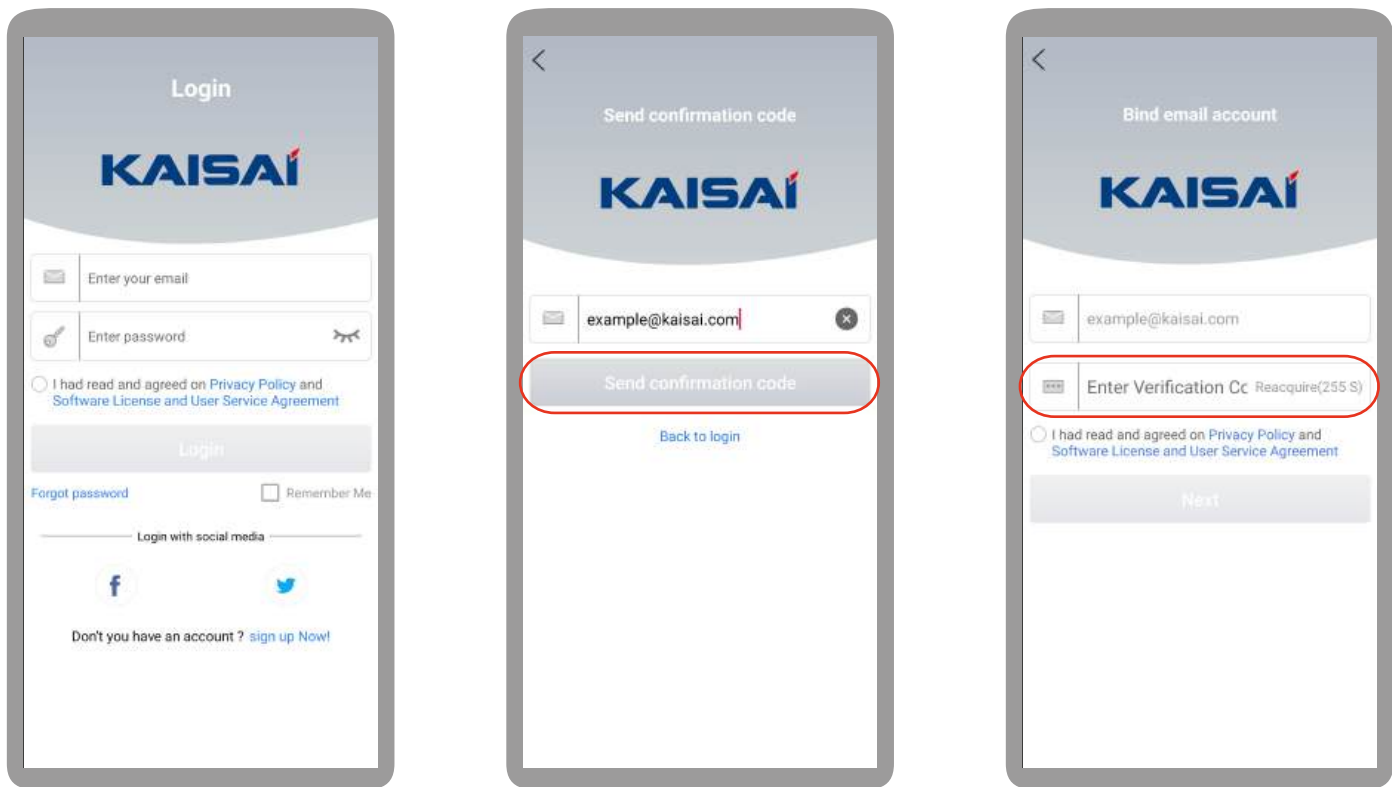 Login
KAISAI
Enter your email
Enter password
I had read and agreed on Privacy Policy and
Software License and User Service Agreement
Login
Forgot password
Remember Me
Login with social media
f
Don't you have an account ? sign up Now!
Send confirmation code
KAISAI
example@kaisai.com
Send confirmation code
Back to login
Bind email account
KAISAI
example@kaisai.com
Enter Verification Cc Reacquire(255 S)
I had read and agreed on Privacy Policy and
Software License and User Service Agreement
Next